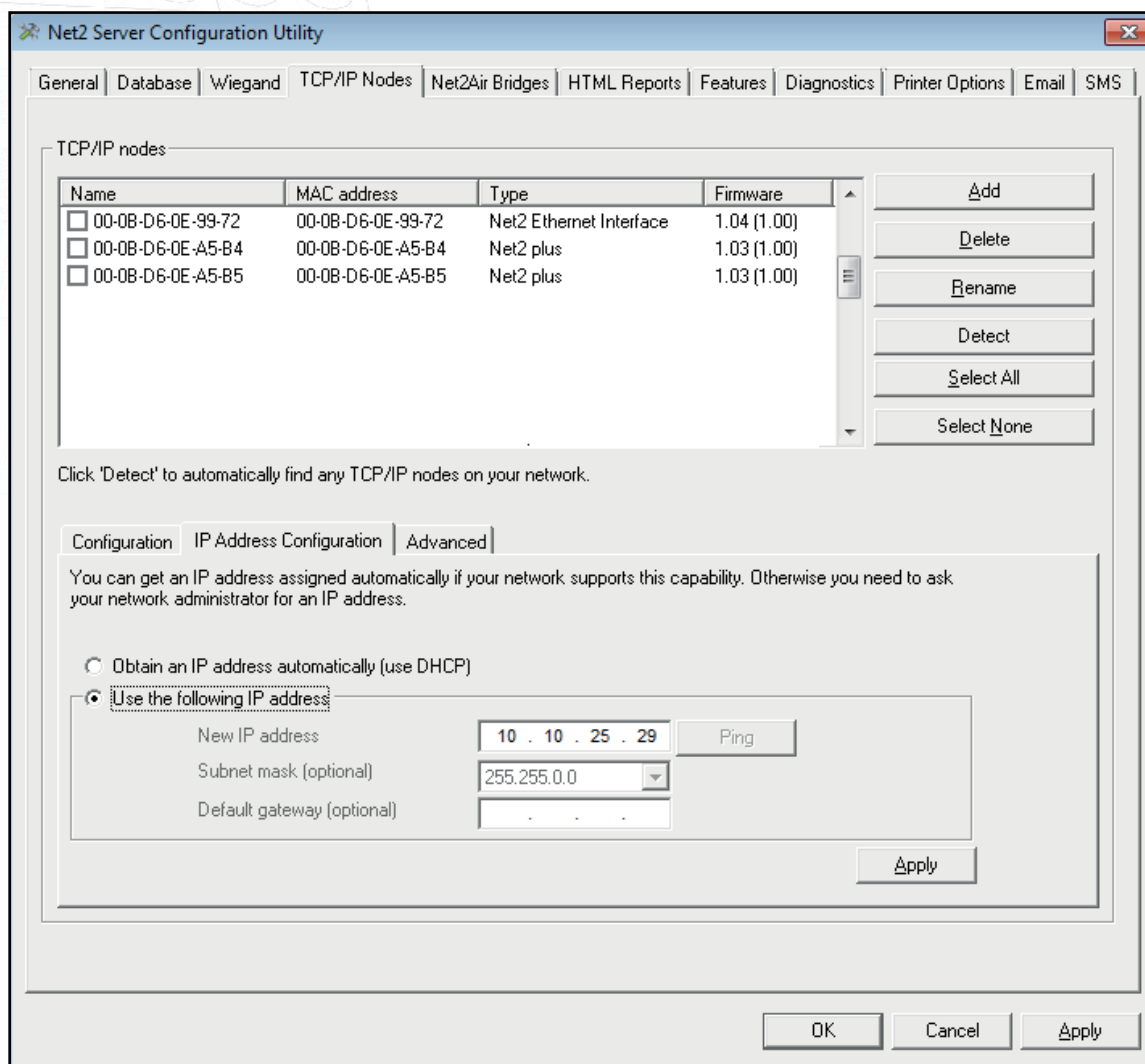 Net2 Server Configuration Utility
General Database Wiegand TCP/IP Nodes Net2Air Bridges HTML Reports Features Diagnostics Printer Options Email SMS
TCP/IP nodes
Name MAC address Type Firmware
00-0B-D6-0E-99-72 00-0B-D6-0E-99-72 Net2 Ethernet Interface 1.04 (1.00)
00-0B-D6-0E-A5-B4 00-0B-D6-0E-A5-B4 Net2 plus 1.03 (1.00)
00-0B-D6-0E-A5-B5 00-0B-D6-0E-A5-B5 Net2 plus 1.03 (1.00)
Add
Delete
Rename
Detect
Select All
Select None
Click 'Detect' to automatically find any TCP/IP nodes on your network.
Configuration IP Address Configuration Advanced
You can get an IP address assigned automatically if your network supports this capability. Otherwise you need to ask
your network administrator for an IP address.
Obtain an IP address automatically (use DHCP)
Use the following IP address
New IP address 10 . 10 . 25 . 29 Ping
Subnet mask (optional) 255.255.0.0
Default gateway (optional) . . .
Apply
OK Cancel Apply